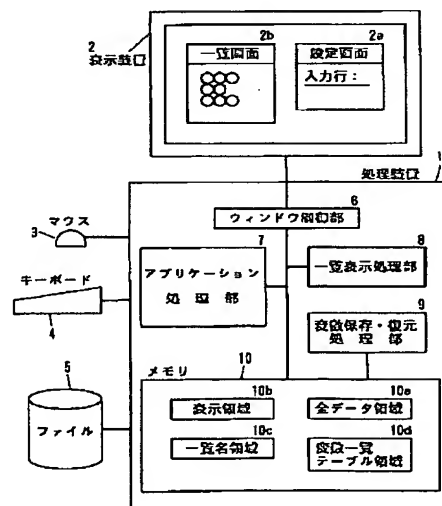 2
表示装置
2b
2a
一覧画面
設定画面
入力行：
1
処理装置
6
ウィンドウ制御部
マウス
3
7
アプリケーション
処理部
8
一覧表示処理部
キーボード
4
9
変数保存・復元
処理部
メモリ
10
5
ファイル
10b
表示領域
10a
全データ領域
10c
一覧名領域
10d
変数一覧
テーブル領域